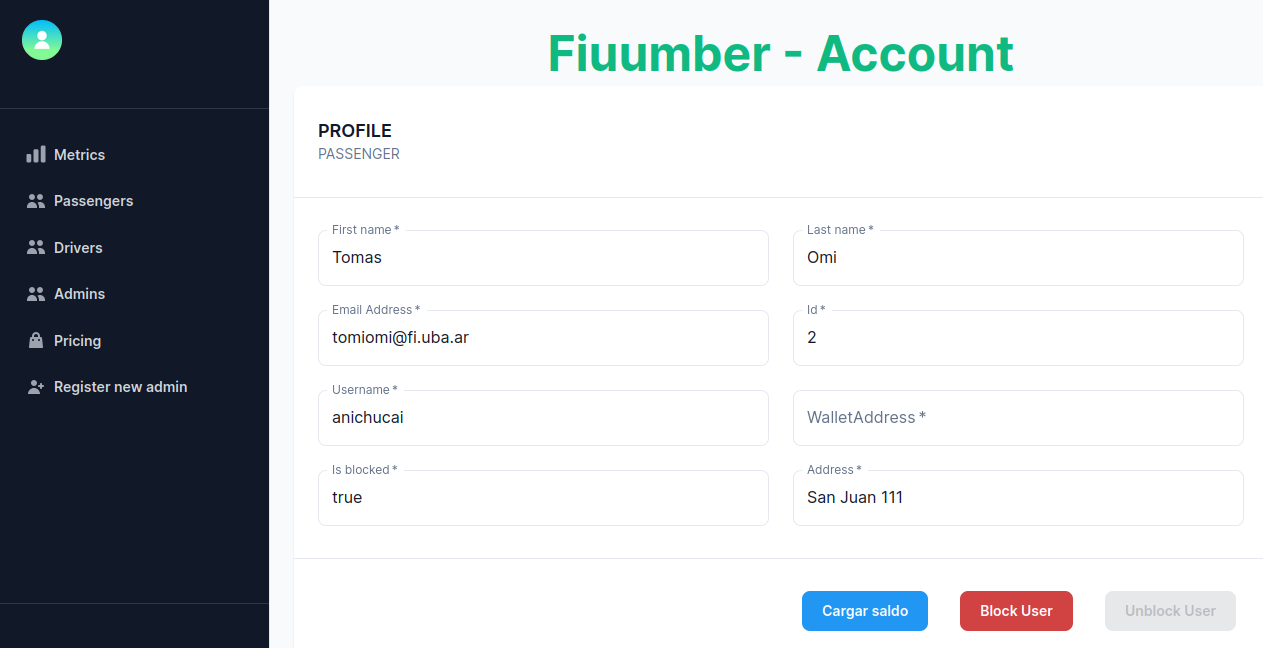 Fiuumber - Account
Metrics
Passengers
Drivers
Admins
Pricing
Register new admin
PROFILE
PASSENGER
First name *
Tomas
Last name *
Omi
Email Address *
tomiomi@fi.uba.ar
Id *
2
Username *
anichucai
WalletAddress *
Is blocked *
true
Address *
San Juan 111
Cargar saldo
Block User
Unblock User